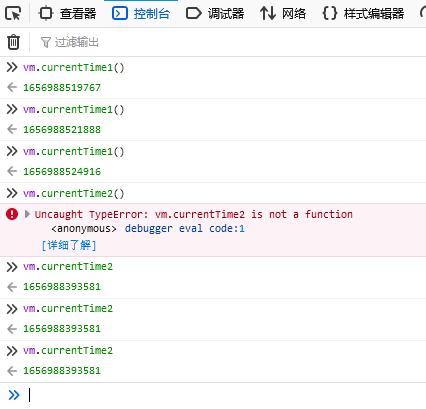 查看器 控制台 调试器 网络 样式编辑器
过滤输出
vm.currentTime1()
1656988519767
vm.currentTime1()
1656988521888
vm.currentTime1()
1656988524916
vm.currentTime2()
Uncaught TypeError: vm.currentTime2 is not a function
<anonymous> debugger eval code:1
[详细了解]
vm.currentTime2
1656988393581
vm.currentTime2
1656988393581
vm.currentTime2
1656988393581